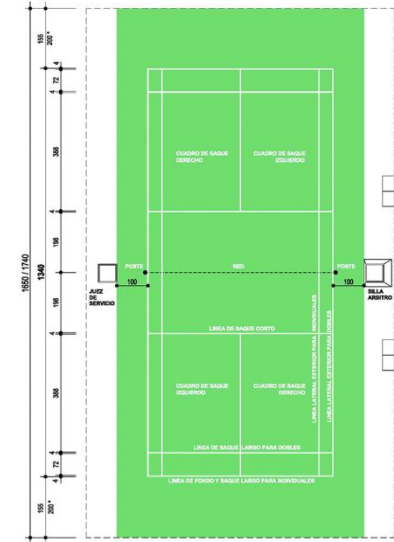 155
200*
4
72
4
388
4
198
1650 / 1740
1340
198
4
388
4
72
4
155
200*
CUADRO DE SAQUE
DERECHO
CUADRO DE SAQUE
IZQUIERDO
POSTE
RED
POSTE
100
100
JUEZ
DE
SERVICIO
SILLA
ARBITRO
LINEA DE SAQUE CORTO
LINEA LATERAL EXTERIOR PARA INDIVIDUALES
LINEA LATERAL EXTERIOR PARA DOBLES
CUADRO DE SAQUE
IZQUIERDO
CUADRO DE SAQUE
DERECHO
LINEA DE SAQUE LARGO PARA DOBLES
LINEA DE FONDO Y SAQUE LARGO PARA INDIVIDUALES